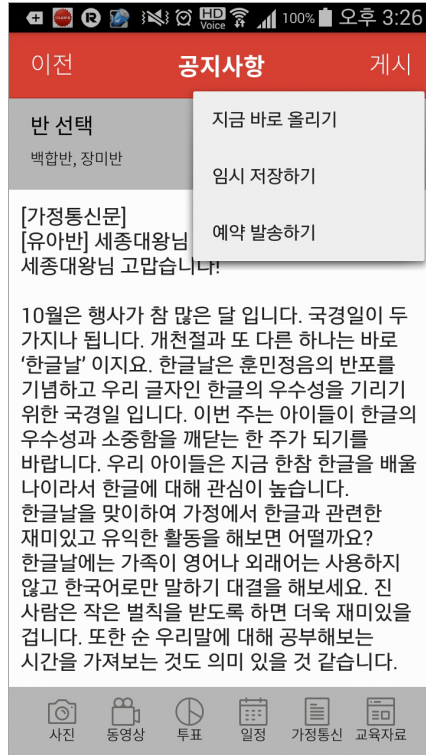 HD Voice 100% 오후 3:26
이전 공지사항 게시
반 선택
백합반, 장미반
지금 바로 올리기
임시 저장하기
예약 발송하기
[가정통신문]
[유아반] 세종대왕님
세종대왕님 고맙습니다!
10월은 행사가 참 많은 달 입니다. 국경일이 두
가지나 됩니다. 개천절과 또 다른 하나는 바로
‘한글날’ 이지요. 한글날은 훈민정음의 반포를
기념하고 우리 글자인 한글의 우수성을 기리기
위한 국경일 입니다. 이번 주는 아이들이 한글의
우수성과 소중함을 깨닫는 한 주가 되기를
바랍니다. 우리 아이들은 지금 한참 한글을 배울
나이라서 한글에 대해 관심이 높습니다.
한글날을 맞이하여 가정에서 한글과 관련한
재미있고 유익한 활동을 해보면 어떨까요?
한글날에는 가족이 영어나 외래어는 사용하지
않고 한국어로만 말하기 대결을 해보세요. 진
사람은 작은 벌칙을 받도록 하면 더욱 재미있을
겁니다. 또한 순 우리말에 대해 공부해보는
시간을 가져보는 것도 의미 있을 것 같습니다.
사진 동영상 투표 일정 가정통신 교육자료